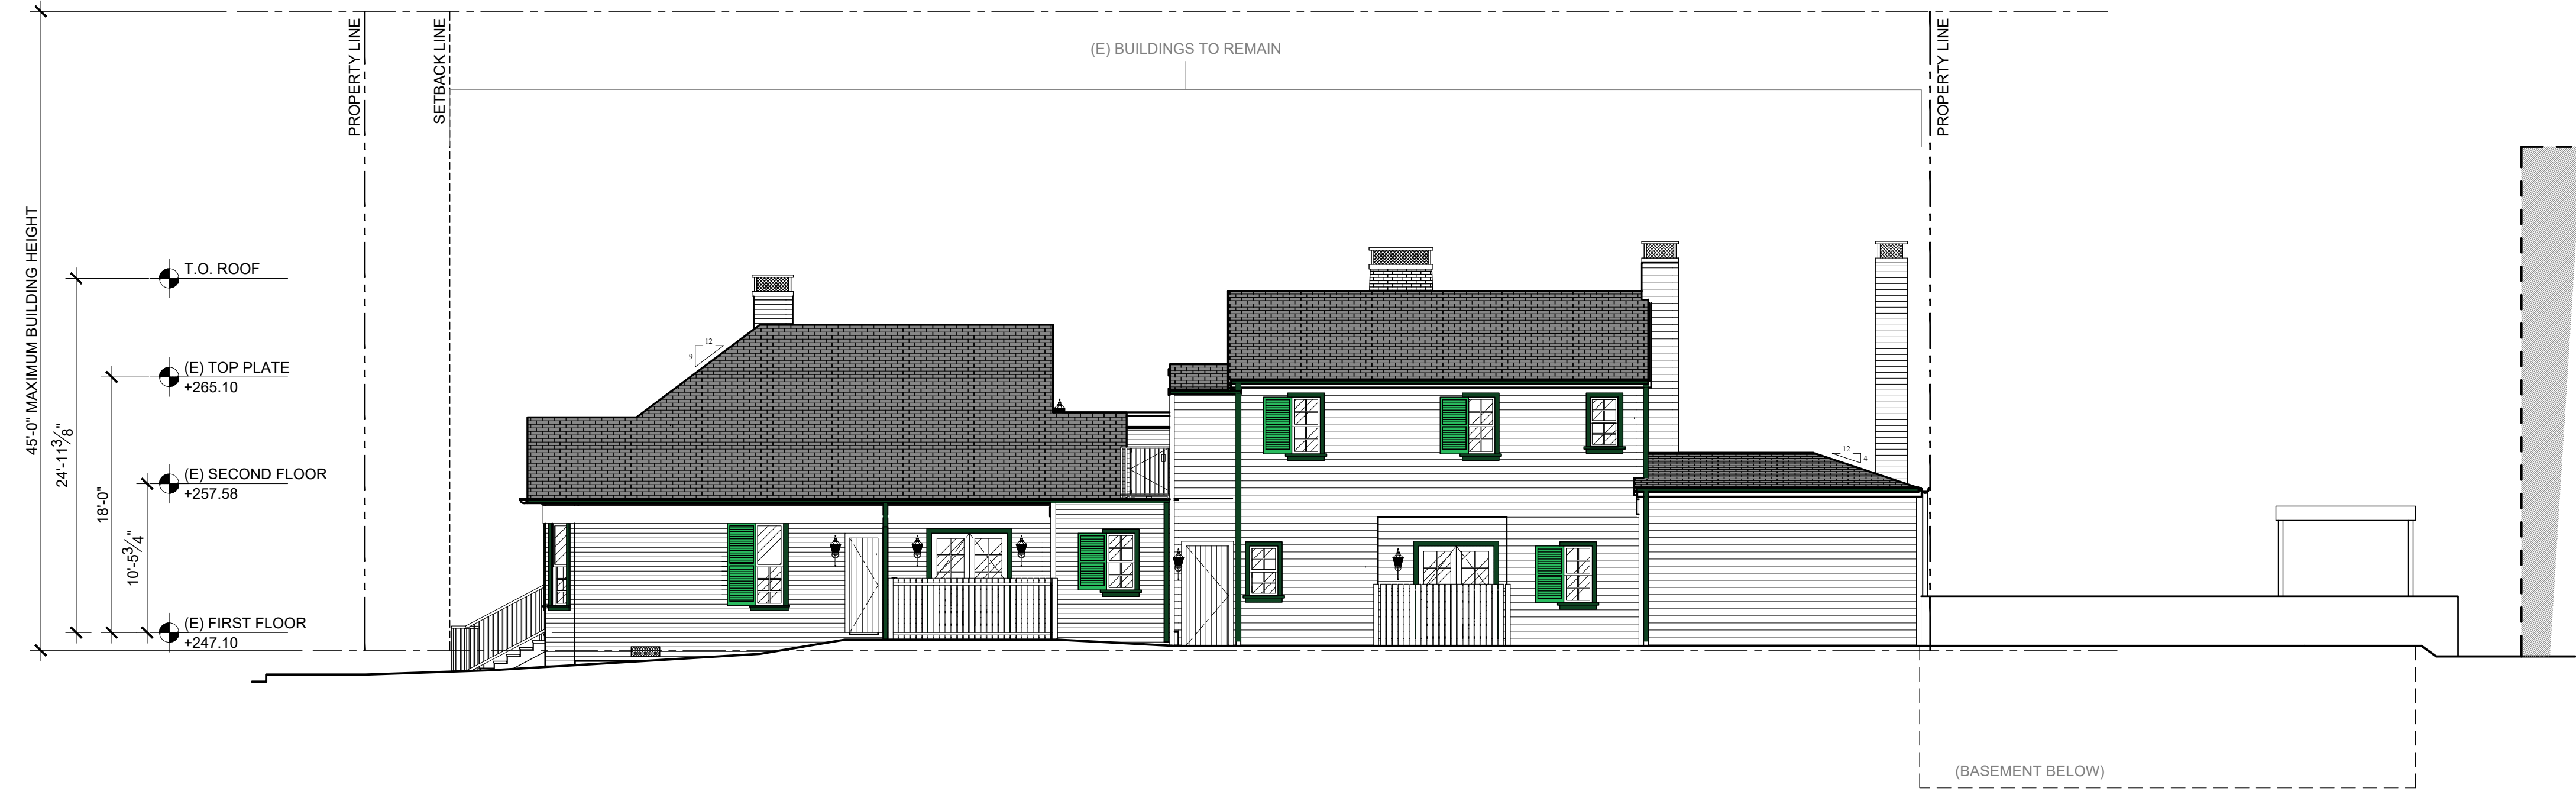 45'-0" MAXIMUM BUILDING HEIGHT
24'-11 3/8"
18'-0"
10'-5 3/4"
T.O. ROOF
(E) TOP PLATE
+265.10
(E) SECOND FLOOR
+257.58
(E) FIRST FLOOR
+247.10
PROPERTY LINE
SETBACK LINE
(E) BUILDINGS TO REMAIN
PROPERTY LINE
12
9
12
4
(BASEMENT BELOW)